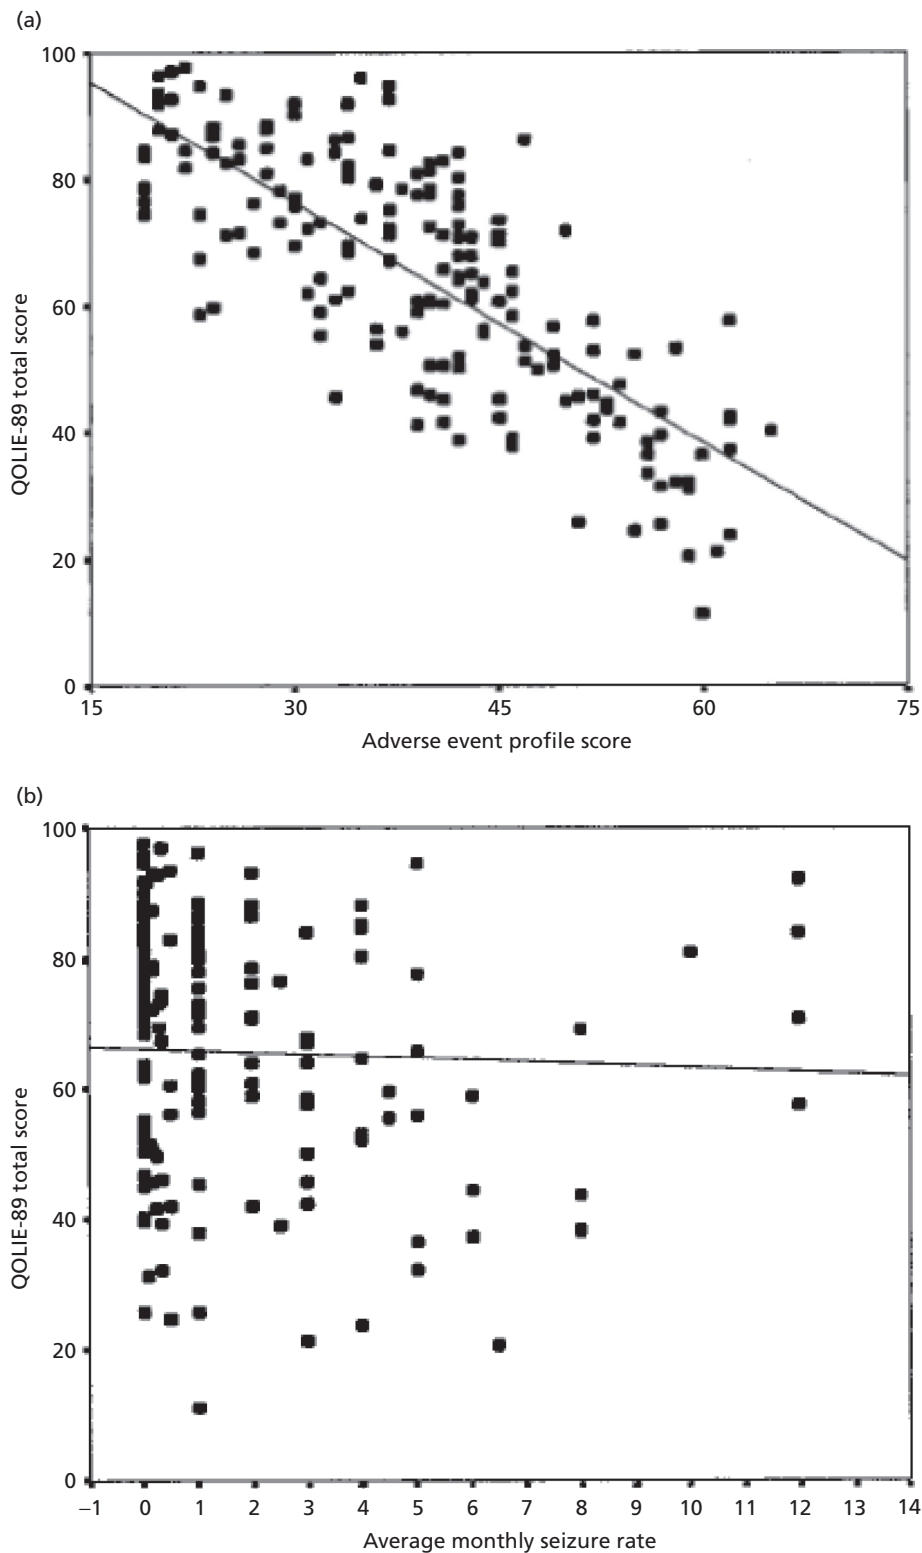 (a)
100
80
60
40
20
0
QOLIE-89 total score
15 30 45 60 75
Adverse event profile score
(b)
100
80
60
40
20
0
QOLIE-89 total score
−1 0 1 2 3 4 5 6 7 8 9 10 11 12 13 14
Average monthly seizure rate